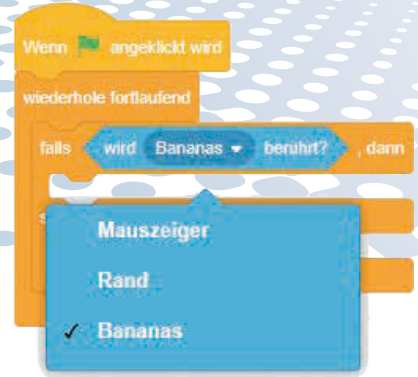 Wenn angeklickt wird
wiederhole fortlaufend
falls wird Bananas berührt? , dann
s
Mauszeiger
Rand
✓ Bananas